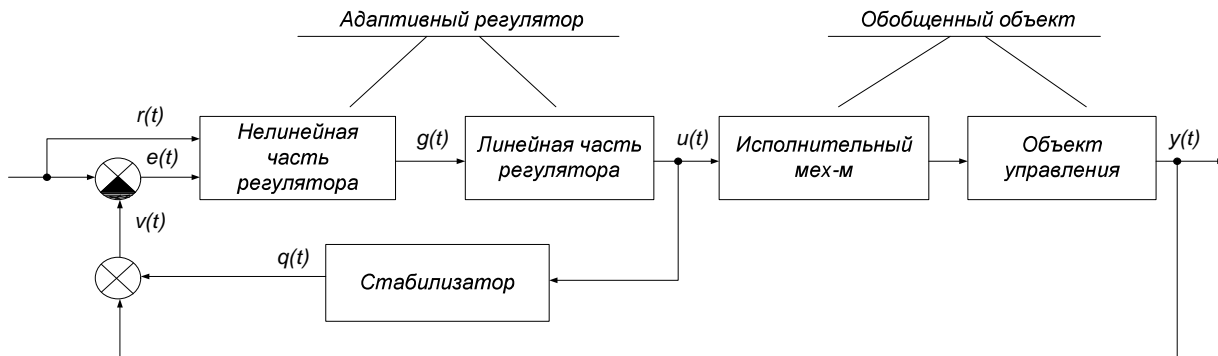 Адаптивный регулятор
Обобщенный объект
r(t)
e(t)
Нелинейная
часть
регулятора
g(t)
Линейная часть
регулятора
u(t)
Исполнительный
мех-м
Объект
управления
y(t)
v(t)
q(t)
Стабилизатор